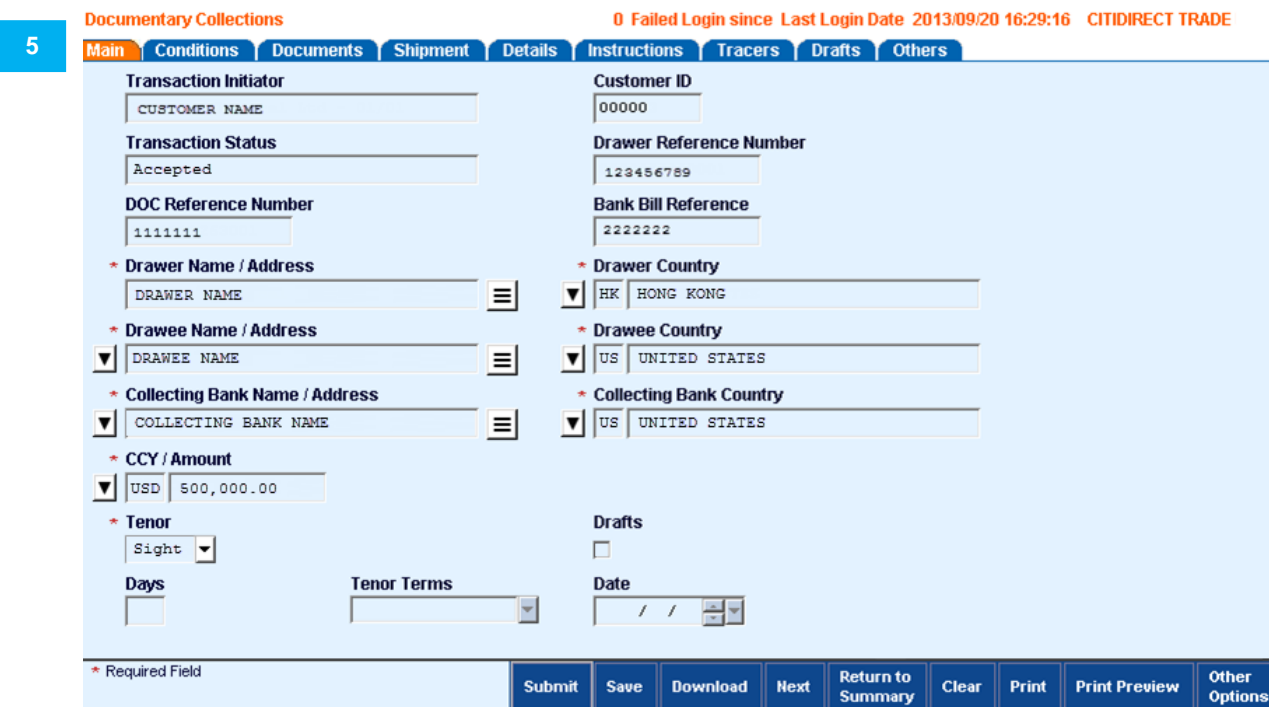 Documentary Collections 0 Failed Login since Last Login Date 2013/09/20 16:29:16 CITIDIRECT TRADE
5
Main Conditions Documents Shipment Details Instructions Tracers Drafts Others
Transaction Initiator Customer ID
CUSTOMER NAME 00000
Transaction Status Drawer Reference Number
Accepted 123456789
DOC Reference Number Bank Bill Reference
1111111 2222222
* Drawer Name / Address * Drawer Country
DRAWER NAME HK HONG KONG
* Drawee Name / Address * Drawee Country
DRAWEE NAME US UNITED STATES
* Collecting Bank Name / Address * Collecting Bank Country
COLLECTING BANK NAME US UNITED STATES
* CCY / Amount
USD 500,000.00
* Tenor Drafts
Sight
Days Tenor Terms Date
/ /
* Required Field
Submit Save Download Next Return to Summary Clear Print Print Preview Other Options